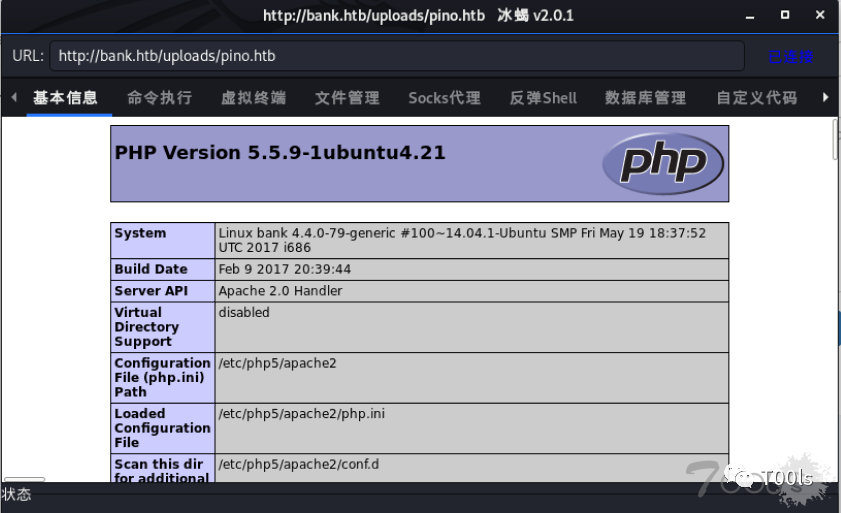 http://bank.htb/uploads/pino.htb 冰蝎 v2.0.1
URL: http://bank.htb/uploads/pino.htb 已连接
基本信息 命令执行 虚拟终端 文件管理 Socks代理 反弹Shell 数据库管理 自定义代码
PHP Version 5.5.9-1ubuntu4.21
php
System Linux bank 4.4.0-79-generic #100~14.04.1-Ubuntu SMP Fri May 19 18:37:52
UTC 2017 i686
Build Date Feb 9 2017 20:39:44
Server API Apache 2.0 Handler
Virtual disabled
Directory
Support
Configuration /etc/php5/apache2
File (php.ini)
Path
Loaded /etc/php5/apache2/php.ini
Configuration
File
Scan this dir /etc/php5/apache2/conf.d
for additional
T00ls
状态